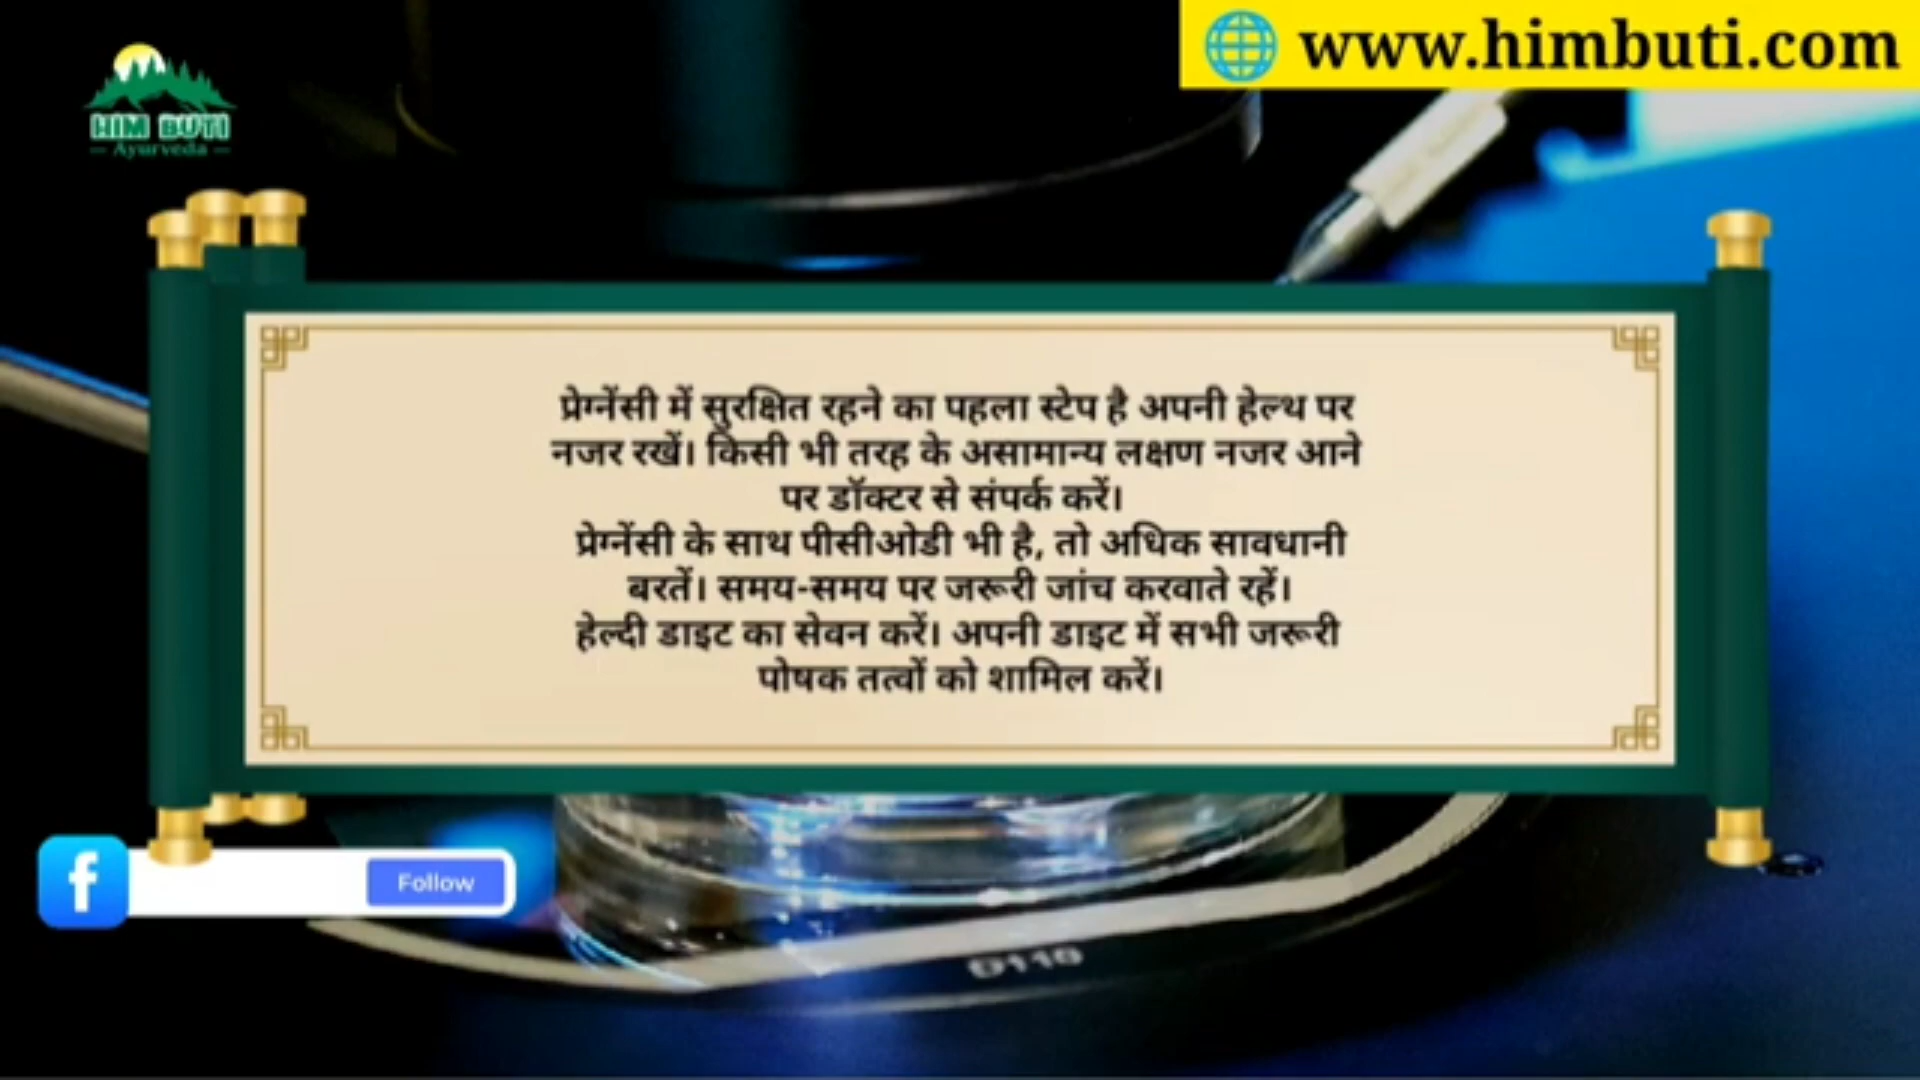 www.himbuti.com
HIM BUTI
Ayurveda
प्रेग्नेंसी में सुरक्षित रहने का पहला स्टेप है अपनी हेल्थ पर
नजर रखें। किसी भी तरह के असामान्य लक्षण नजर आने
पर डॉक्टर से संपर्क करें।
प्रेग्नेंसी के साथ पीसीओडी भी है, तो अधिक सावधानी
बरतें। समय-समय पर जरूरी जांच करवाते रहें।
हेल्दी डाइट का सेवन करें। अपनी डाइट में सभी जरूरी
पोषक तत्वों को शामिल करें।
f
Follow